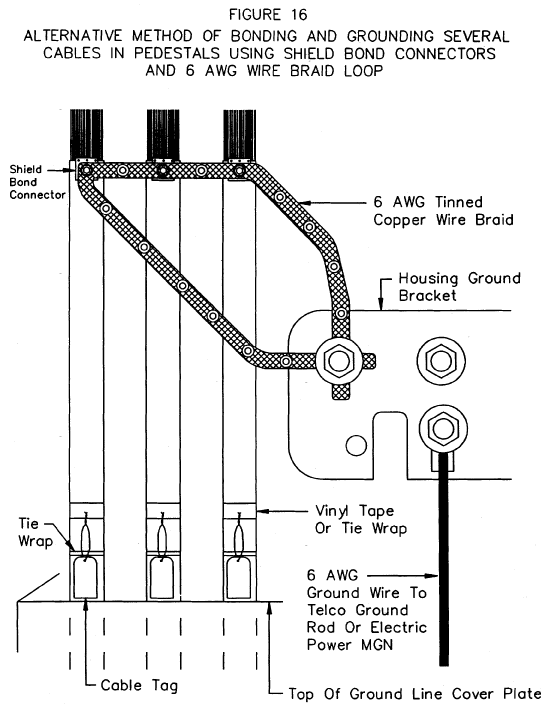 FIGURE 16
ALTERNATIVE METHOD OF BONDING AND GROUNDING SEVERAL
CABLES IN PEDESTALS USING SHIELD BOND CONNECTORS
AND 6 AWG WIRE BRAID LOOP
Shield
Bond
Connector
6 AWG Tinned
Copper Wire Braid
Housing Ground
Bracket
Vinyl Tape
Or Tie Wrap
Tie
Wrap
6 AWG
Ground Wire To
Telco Ground
Rod Or Electric
Power MGN
Cable Tag
Top Of Ground Line Cover Plate